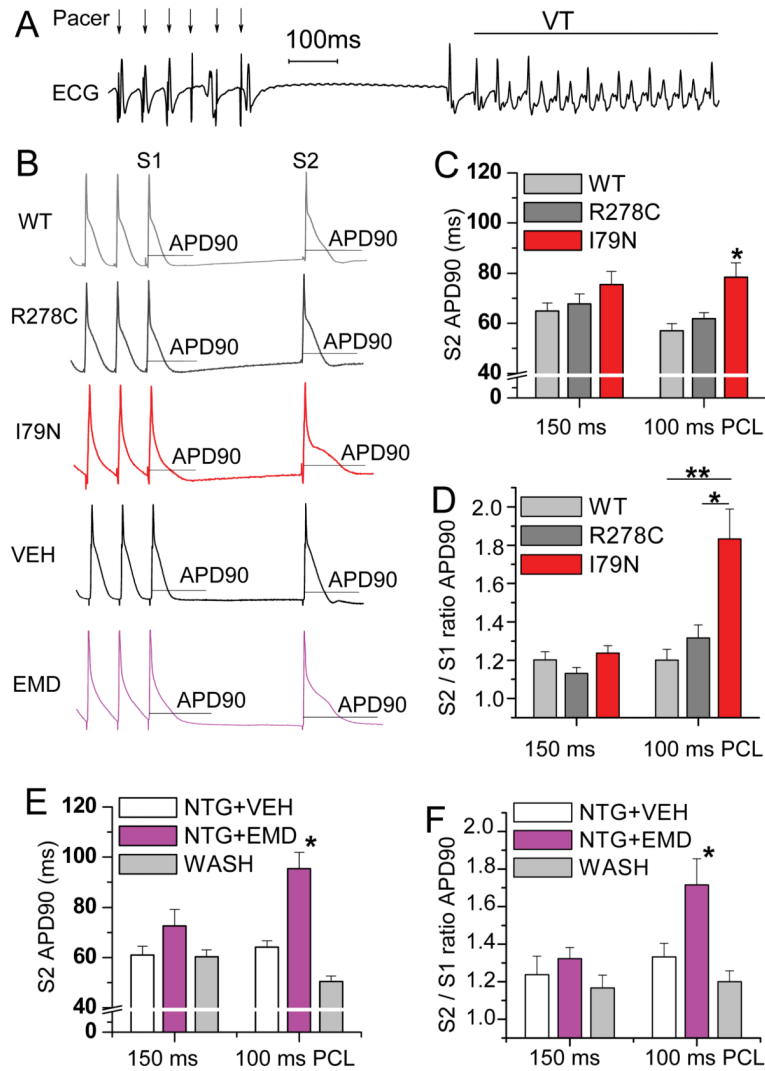 A
Pacer
100ms
VT
ECG
B
S1
S2
WT
APD90
APD90
R278C
APD90
APD90
I79N
APD90
APD90
VEH
APD90
APD90
EMD
APD90
APD90
C
120
100
80
60
40
0
S2 APD90 (ms)
WT
R278C
I79N
*
150 ms
100 ms PCL
D
2.0
1.8
1.6
1.4
1.2
1.0
S2 / S1 ratio APD90
WT
R278C
I79N
**
*
150 ms
100 ms PCL
E
120
100
80
60
40
0
S2 APD90 (ms)
NTG+VEH
NTG+EMD
WASH
*
150 ms
100 ms PCL
F
2.0
1.8
1.6
1.4
1.2
1.0
S2 / S1 ratio APD90
NTG+VEH
NTG+EMD
WASH
*
150 ms
100 ms PCL